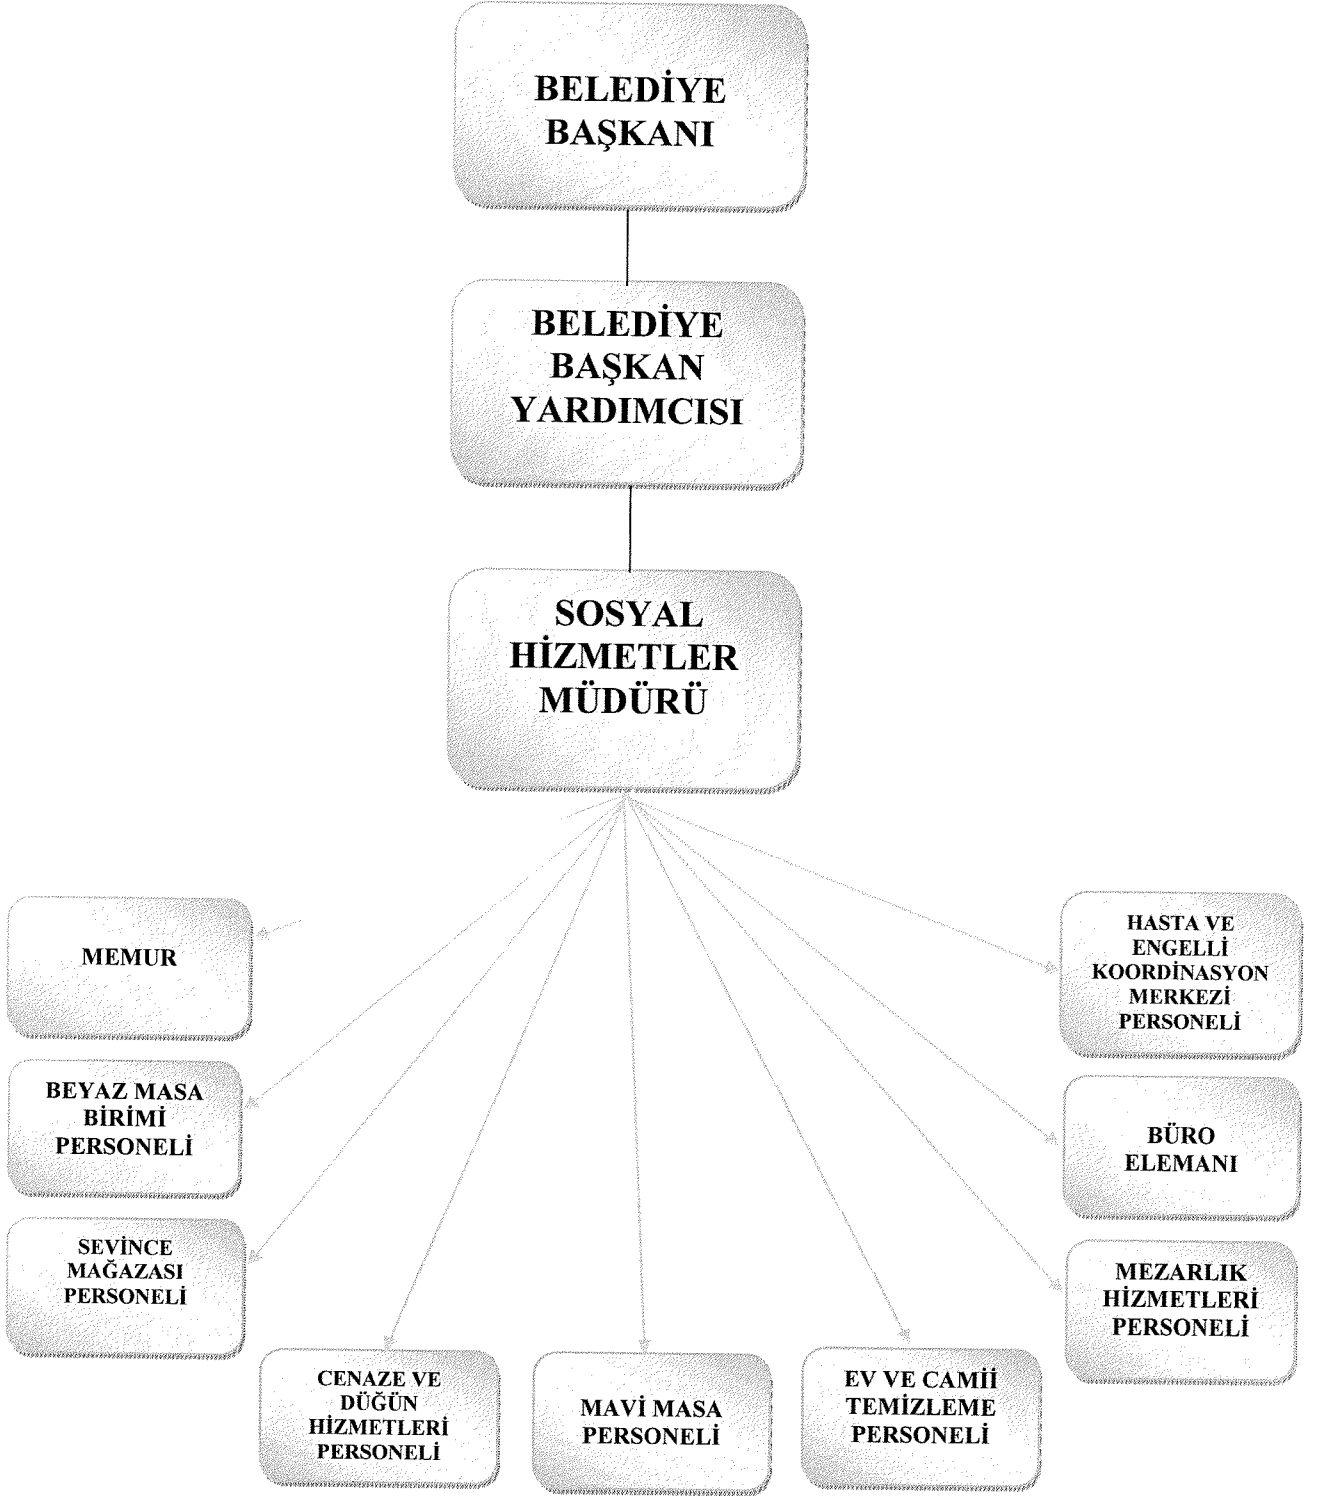 BELEDİYE
BAŞKANI
BELEDİYE
BAŞKAN
YARDIMCISI
SOSYAL
HİZMETLER
MÜDÜRÜ
MEMUR
BEYAZ MASA
BİRİMİ
PERSONELİ
SEVİNCE
MAĞAZASI
PERSONELİ
CENAZE VE
DÜĞÜN
HİZMETLERİ
PERSONELİ
MAVİ MASA
PERSONELİ
EV VE CAMİİ
TEMİZLEME
PERSONELİ
MEZARLIK
HİZMETLERİ
PERSONELİ
BÜRO
ELEMANI
HASTA VE
ENGELLİ
KOORDİNASYON
MERKEZİ
PERSONELİ